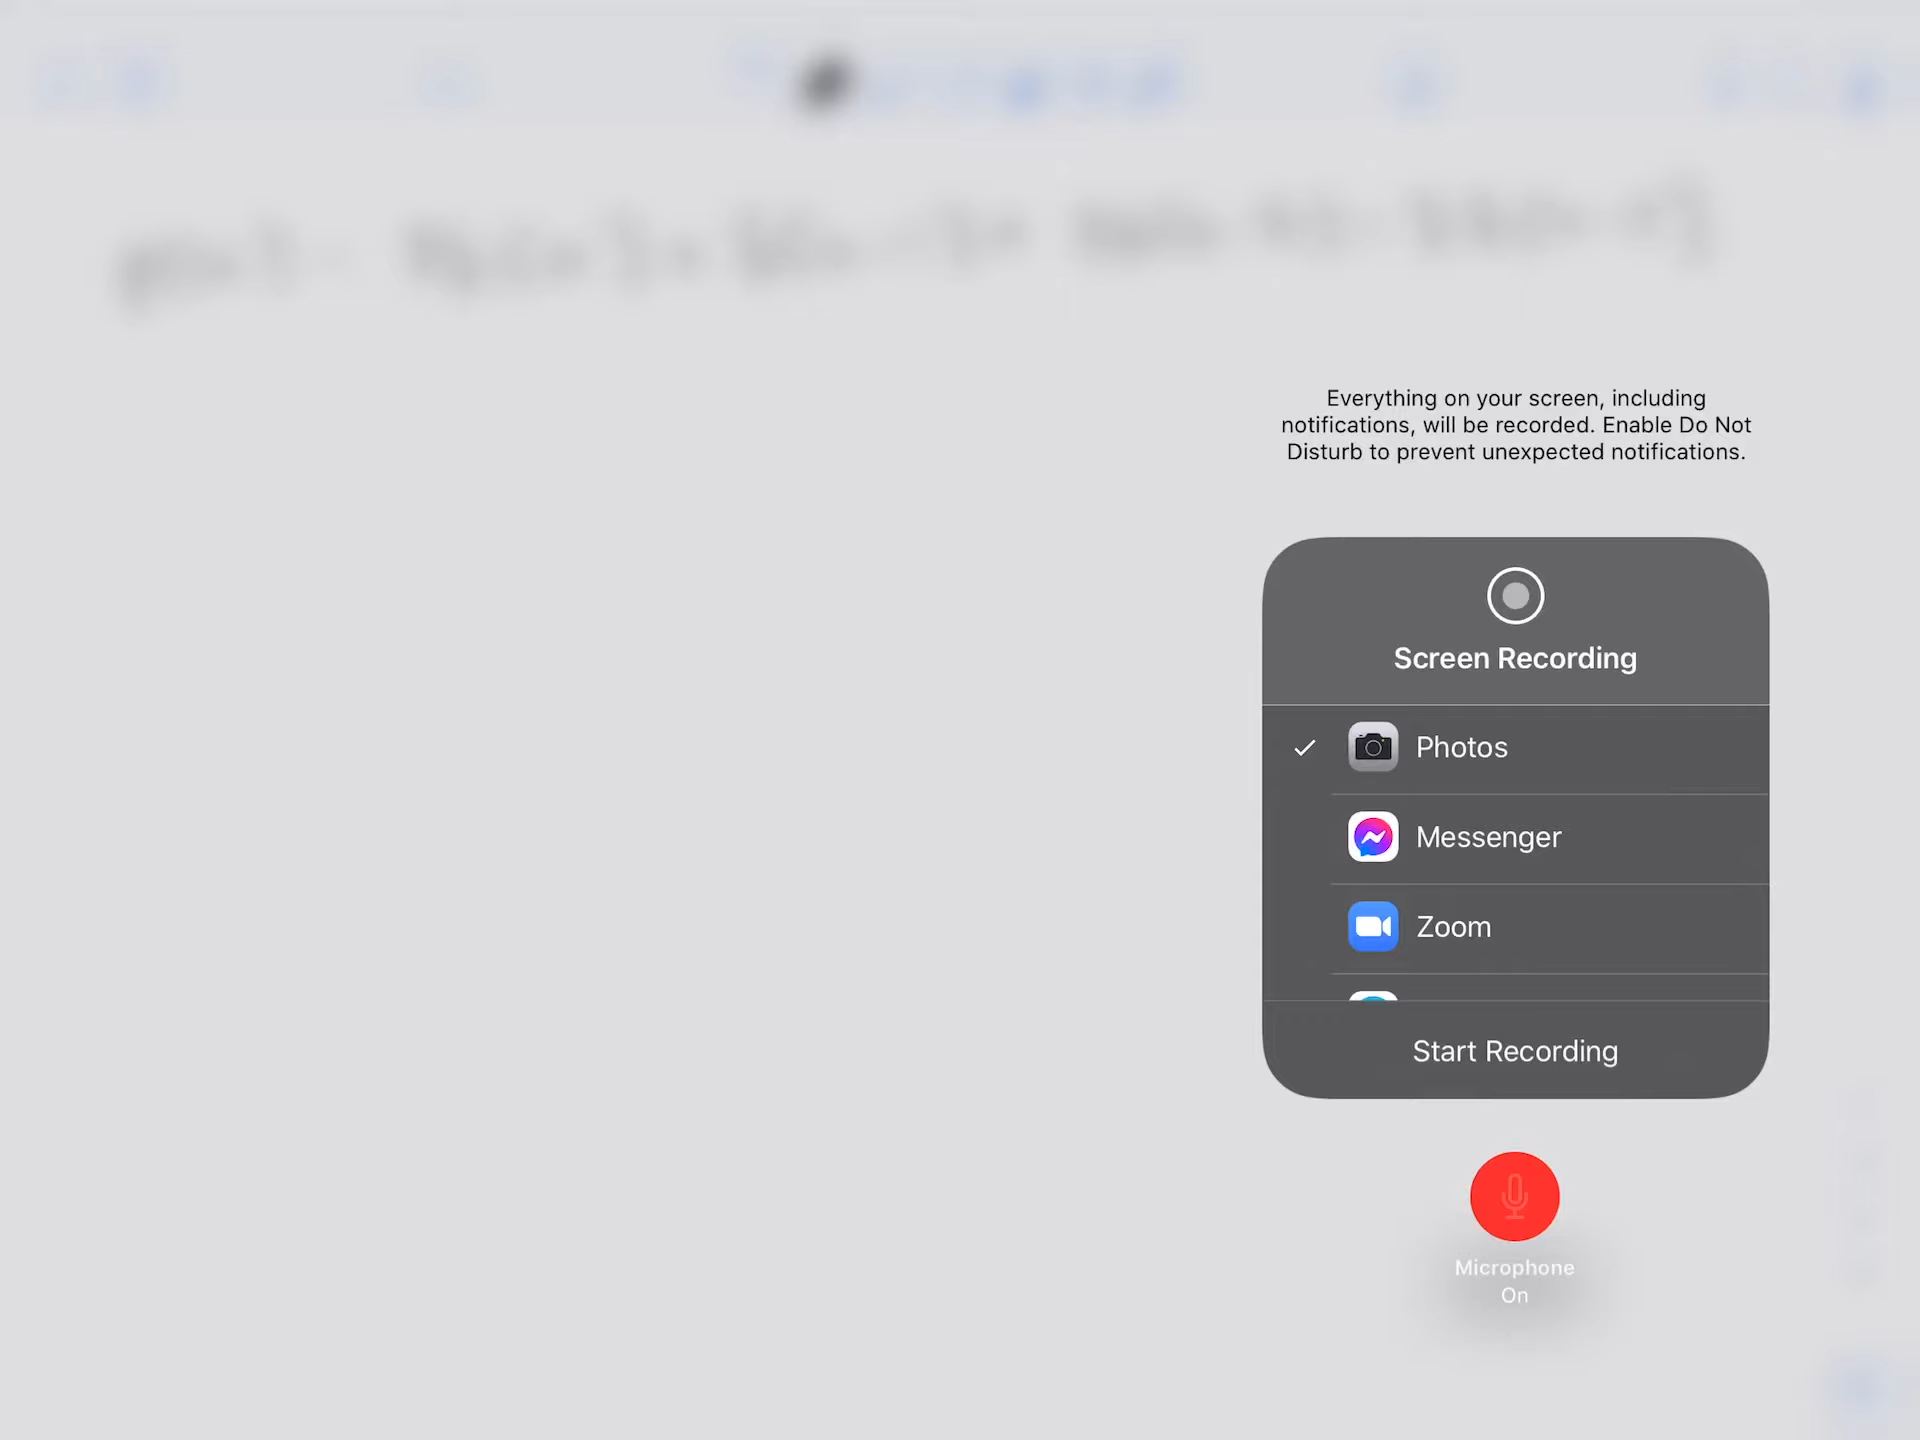 Everything on your screen, including
notifications, will be recorded. Enable Do Not
Disturb to prevent unexpected notifications.
Screen Recording
Photos
Messenger
Zoom
Start Recording
Microphone
On